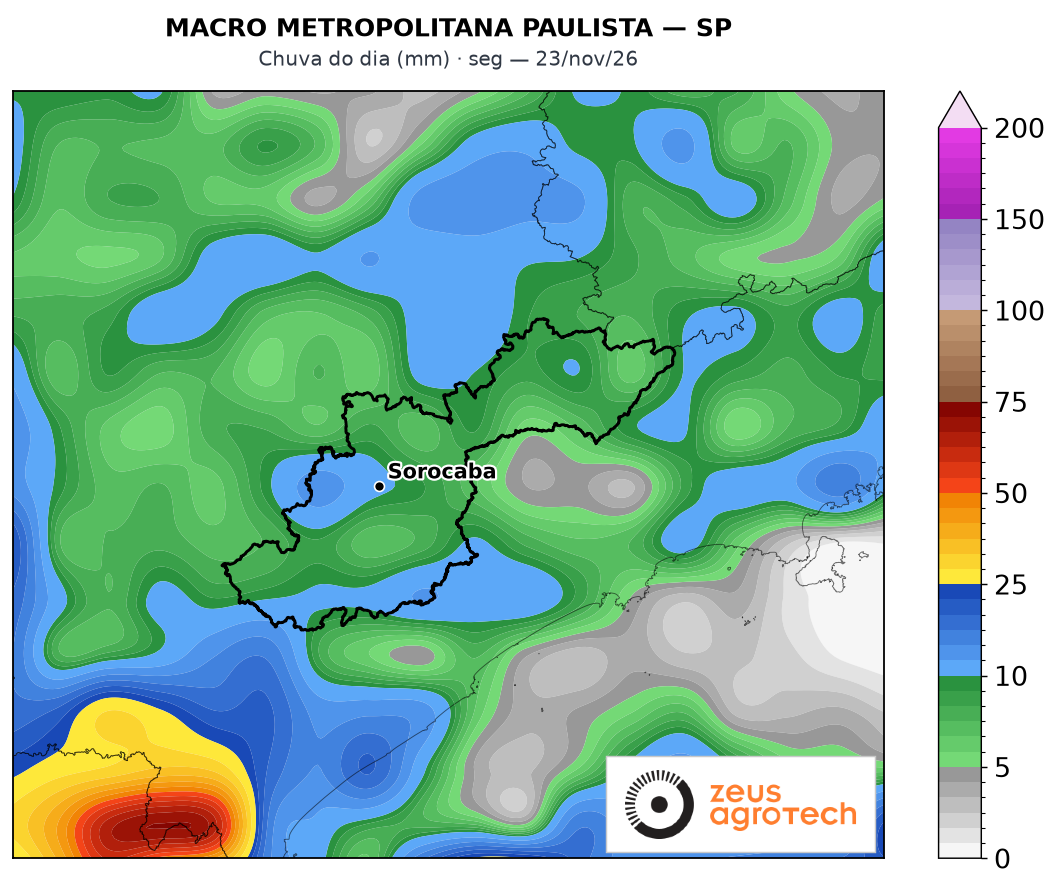 MACRO METROPOLITANA PAULISTA — SP
Chuva do dia (mm) · seg — 23/nov/26
200
150
100
75
50
25
10
5
0
Sorocaba
zeus
agrotech